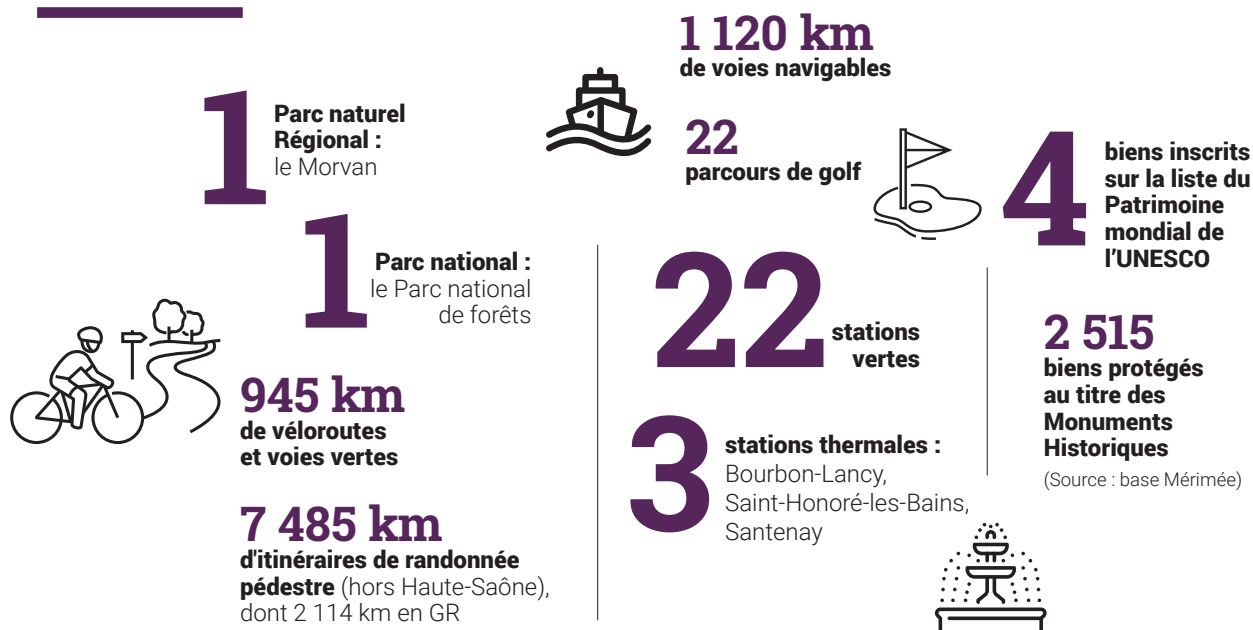 1
Parc naturel
Régional :
le Morvan
1
Parc national :
le Parc national
de forêts
945 km
de véloroutes
et voies vertes
7 485 km
d'itinéraires de randonnée
pédestre (hors Haute-Saône),
dont 2 114 km en GR
1 120 km
de voies navigables
22
parcours de golf
22
stations
vertes
3
stations thermales :
Bourbon-Lancy,
Saint-Honoré-les-Bains,
Santenay
4
biens inscrits
sur la liste du
Patrimoine
mondial de
l'UNESCO
2 515
biens protégés
au titre des
Monuments
Historiques
(Source : base Mérimée)